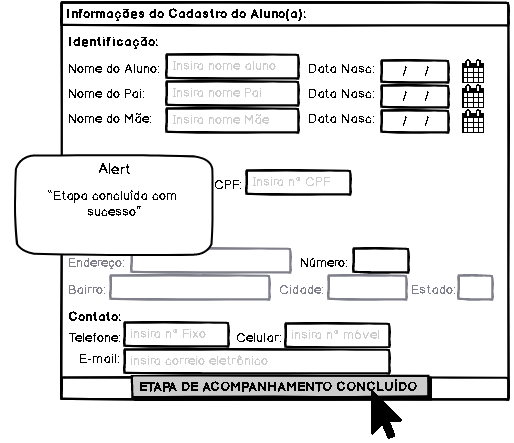 Informações do Cadastro do Aluno(a):
Identificação:
Nome do Aluno: Insira nome aluno Data Nasc: / /
Nome do Pai: Insira nome Pai Data Nasc: / /
Nome do Mãe: Insira nome Mãe Data Nasc: / /
Alert
"Etapa concluída com
sucesso"
CPF: Insira nº CPF
Endereço: Número:
Bairro: Cidade: Estado:
Contato:
Telefone: Insira nº Fixo Celular: Insira nº móvel
E-mail: Insira correio eletrônico
ETAPA DE ACOMPANHAMENTO CONCLUÍDO